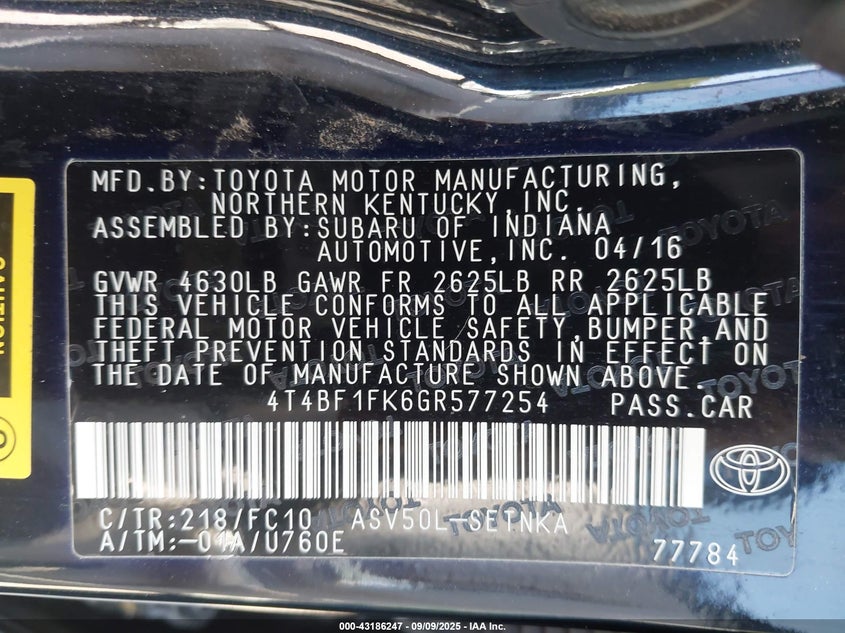 MFD.BY:TOYOTA MOTOR MANUFACTURING,
NORTHERN KENTUCKY,INC.
ASSEMBLED BY:SUBARU OF INDIANA
AUTOMOTIVE,INC. 04/16
GVWR 4630LB GAWR FR 2625LB RR 2625LB
THIS VEHICLE CONFORMS TO ALL APPLICABLE
FEDERAL MOTOR VEHICLE SAFETY,BUMPER,AND
THEFT PREVENTION STANDARDS IN EFFECT ON
THE DATE OF MANUFACTURE SHOWN ABOVE.
4T4BF1FK6GR577254 PASS.CAR
C/TR:218/FC10 ASV50L-SETNKA
A/TM:-01A/U760E 77784
CAUTION
TOYOTA
000-43186247 - 09/09/2025 - IAA Inc.